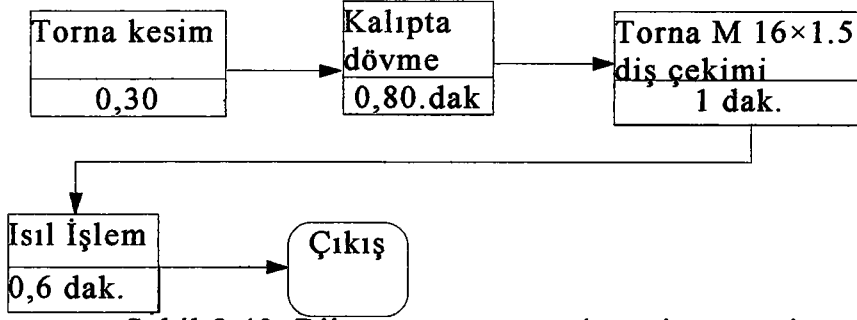 Torna kesim
0,30
Kalıpta
dövme
0,80.dak
Torna M 16×1.5
diş çekimi
1 dak.
Isıl İşlem
0,6 dak.
Çıkış